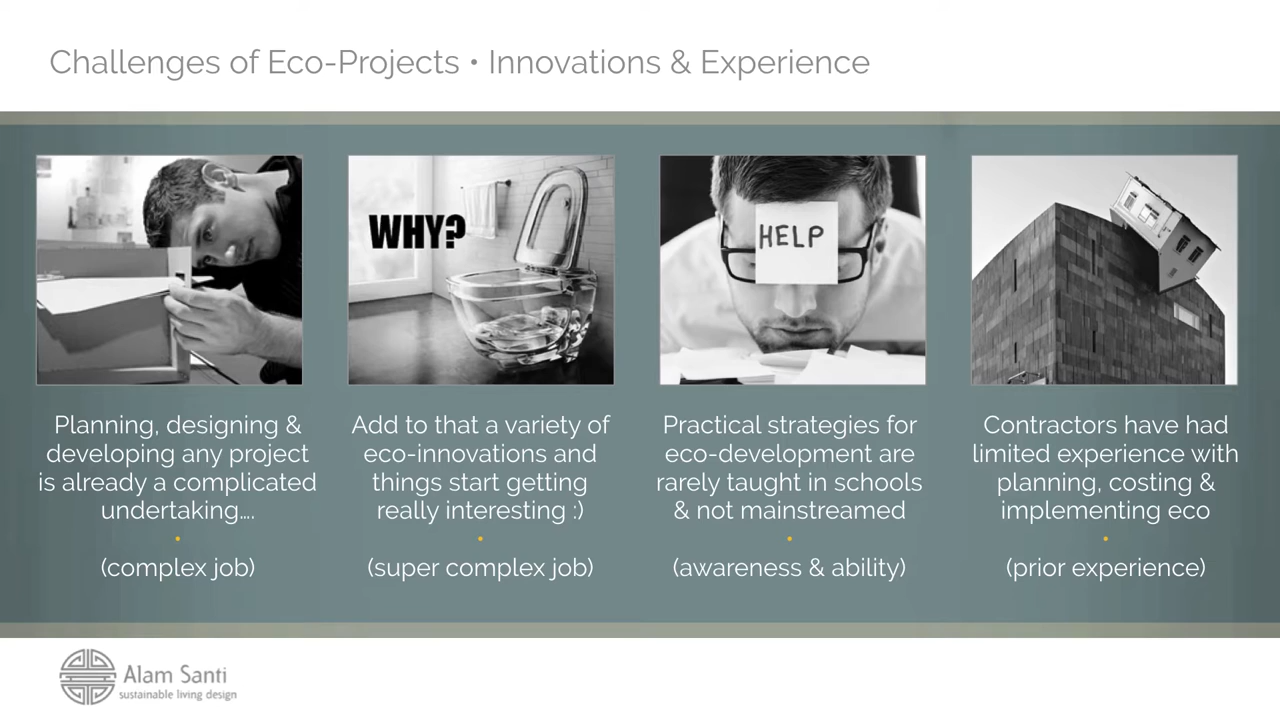 Challenges of Eco-Projects • Innovations & Experience
WHY?
HELP
Planning, designing &
developing any project
is already a complicated
undertaking....
•
(complex job)
Add to that a variety of
eco-innovations and
things start getting
really interesting :)
•
(super complex job)
Practical strategies for
eco-development are
rarely taught in schools
& not mainstreamed
•
(awareness & ability)
Contractors have had
limited experience with
planning, costing &
implementing eco
•
(prior experience)
Alam Santi
sustainable living design